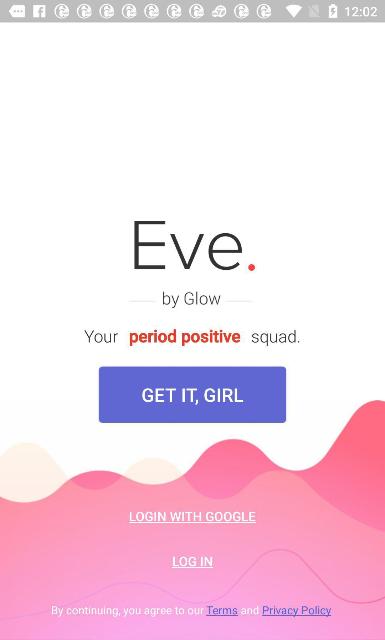 12:02
Eve.
by Glow
Your period positive squad.
GET IT, GIRL
LOGIN WITH GOOGLE
LOG IN
By continuing, you agree to our Terms and Privacy Policy